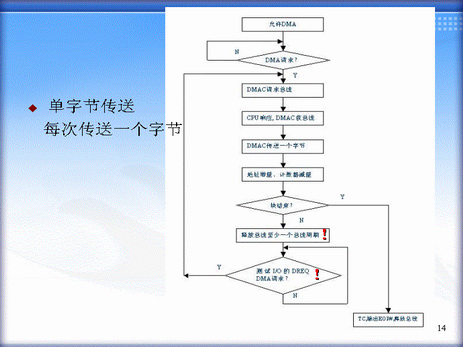 允许DMA
N
DMA请求?
Y
DMAC请求总线
单字节传送
每次传送一个字节
CPU响应, DMAC获总线
DMAC传送一个字节
地址增量、计数器减量
Y
块结束?
N
释放总线至少一个总线周期!
测试I/O的DREQ
Y
DMA请求? !
N
TC,输出EOP#,释放总线
14